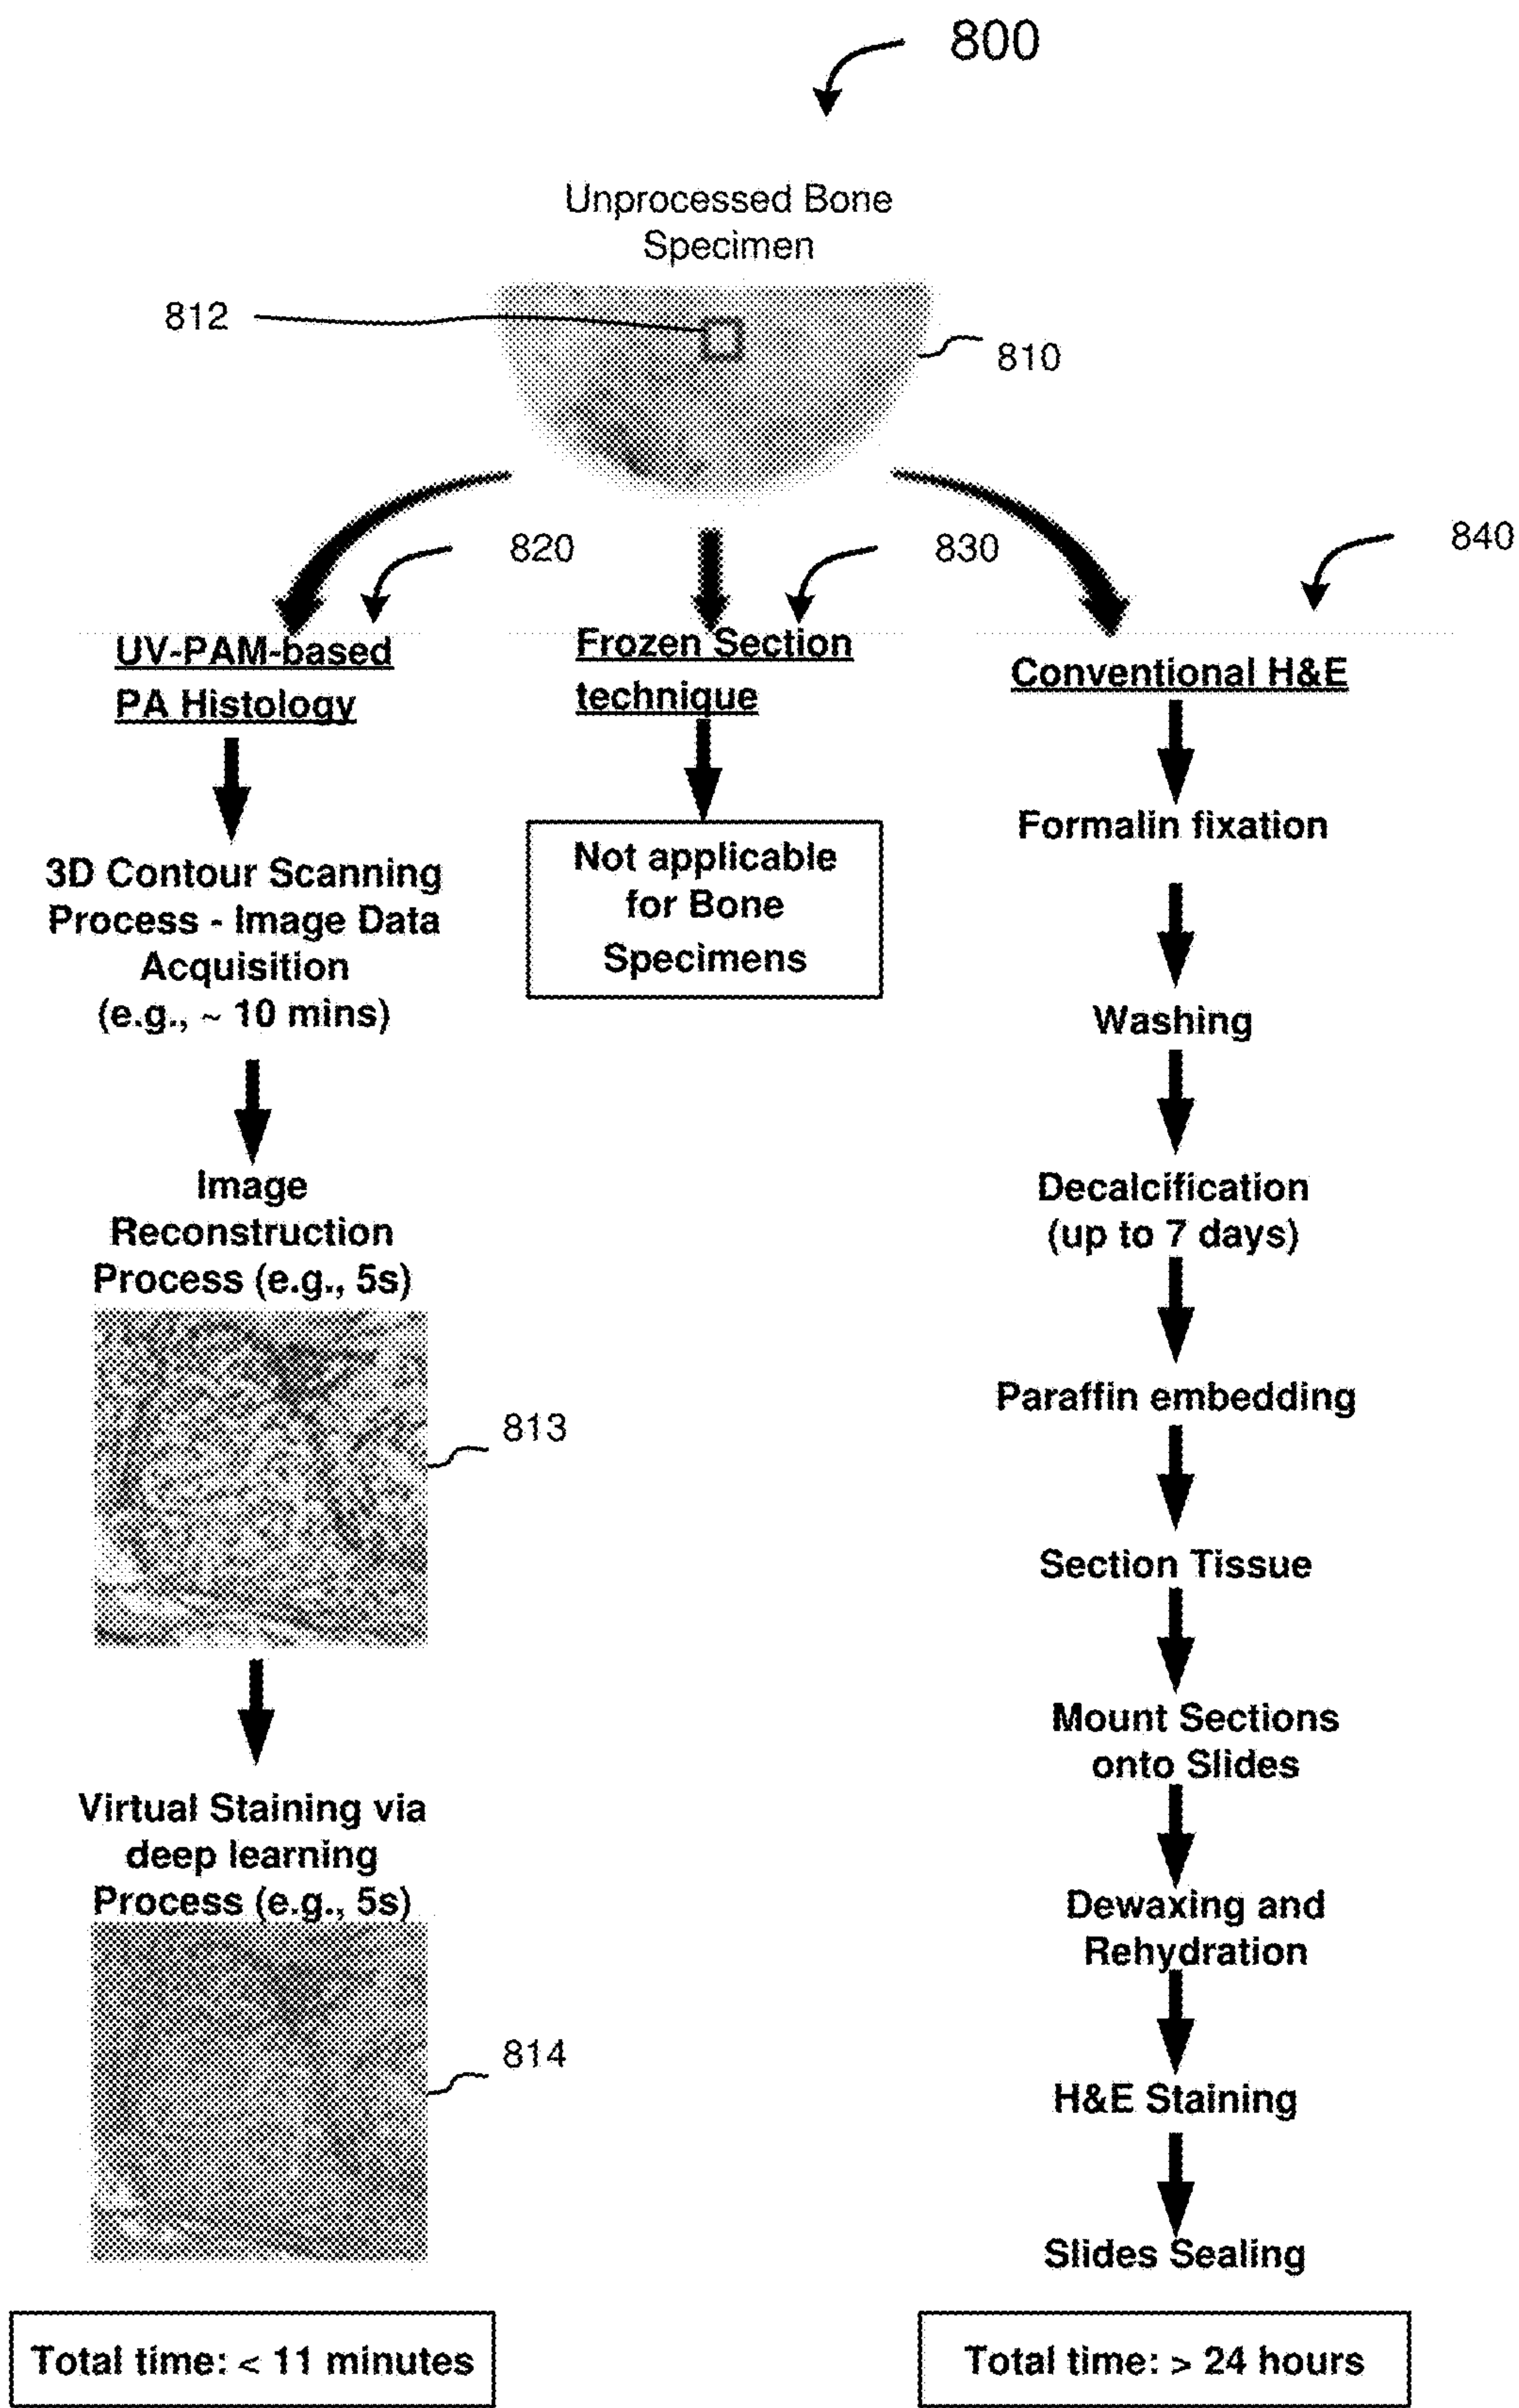 800
Unprocessed Bone
Specimen
812
810
820
830
840
UV-PAM-based
PA Histology
3D Contour Scanning
Process - Image Data
Acquisition
(e.g., ~ 10 mins)
Image
Reconstruction
Process (e.g., 5s)
813
Virtual Staining via
deep learning
Process (e.g., 5s)
814
Total time: < 11 minutes
Frozen Section
technique
Not applicable
for Bone
Specimens
Conventional H&E
Formalin fixation
Washing
Decalcification
(up to 7 days)
Paraffin embedding
Section Tissue
Mount Sections
onto Slides
Dewaxing and
Rehydration
H&E Staining
Slides Sealing
Total time: > 24 hours